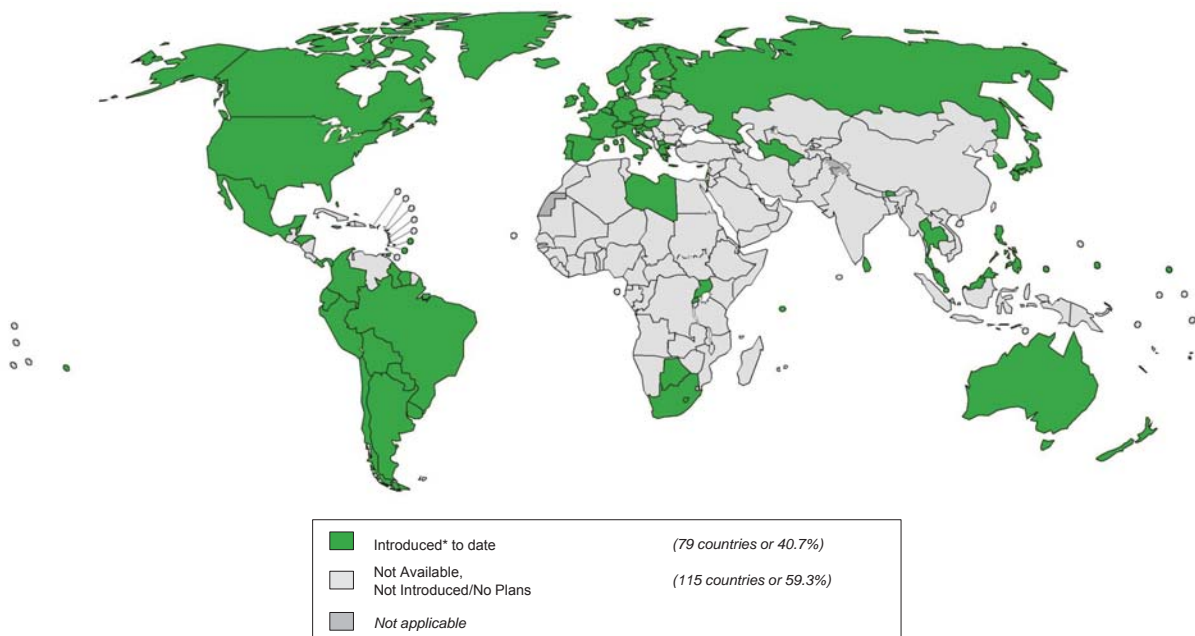 Introduced* to date (79 countries or 40.7%)
Not Available,
Not Introduced/No Plans (115 countries or 59.3%)
Not applicable